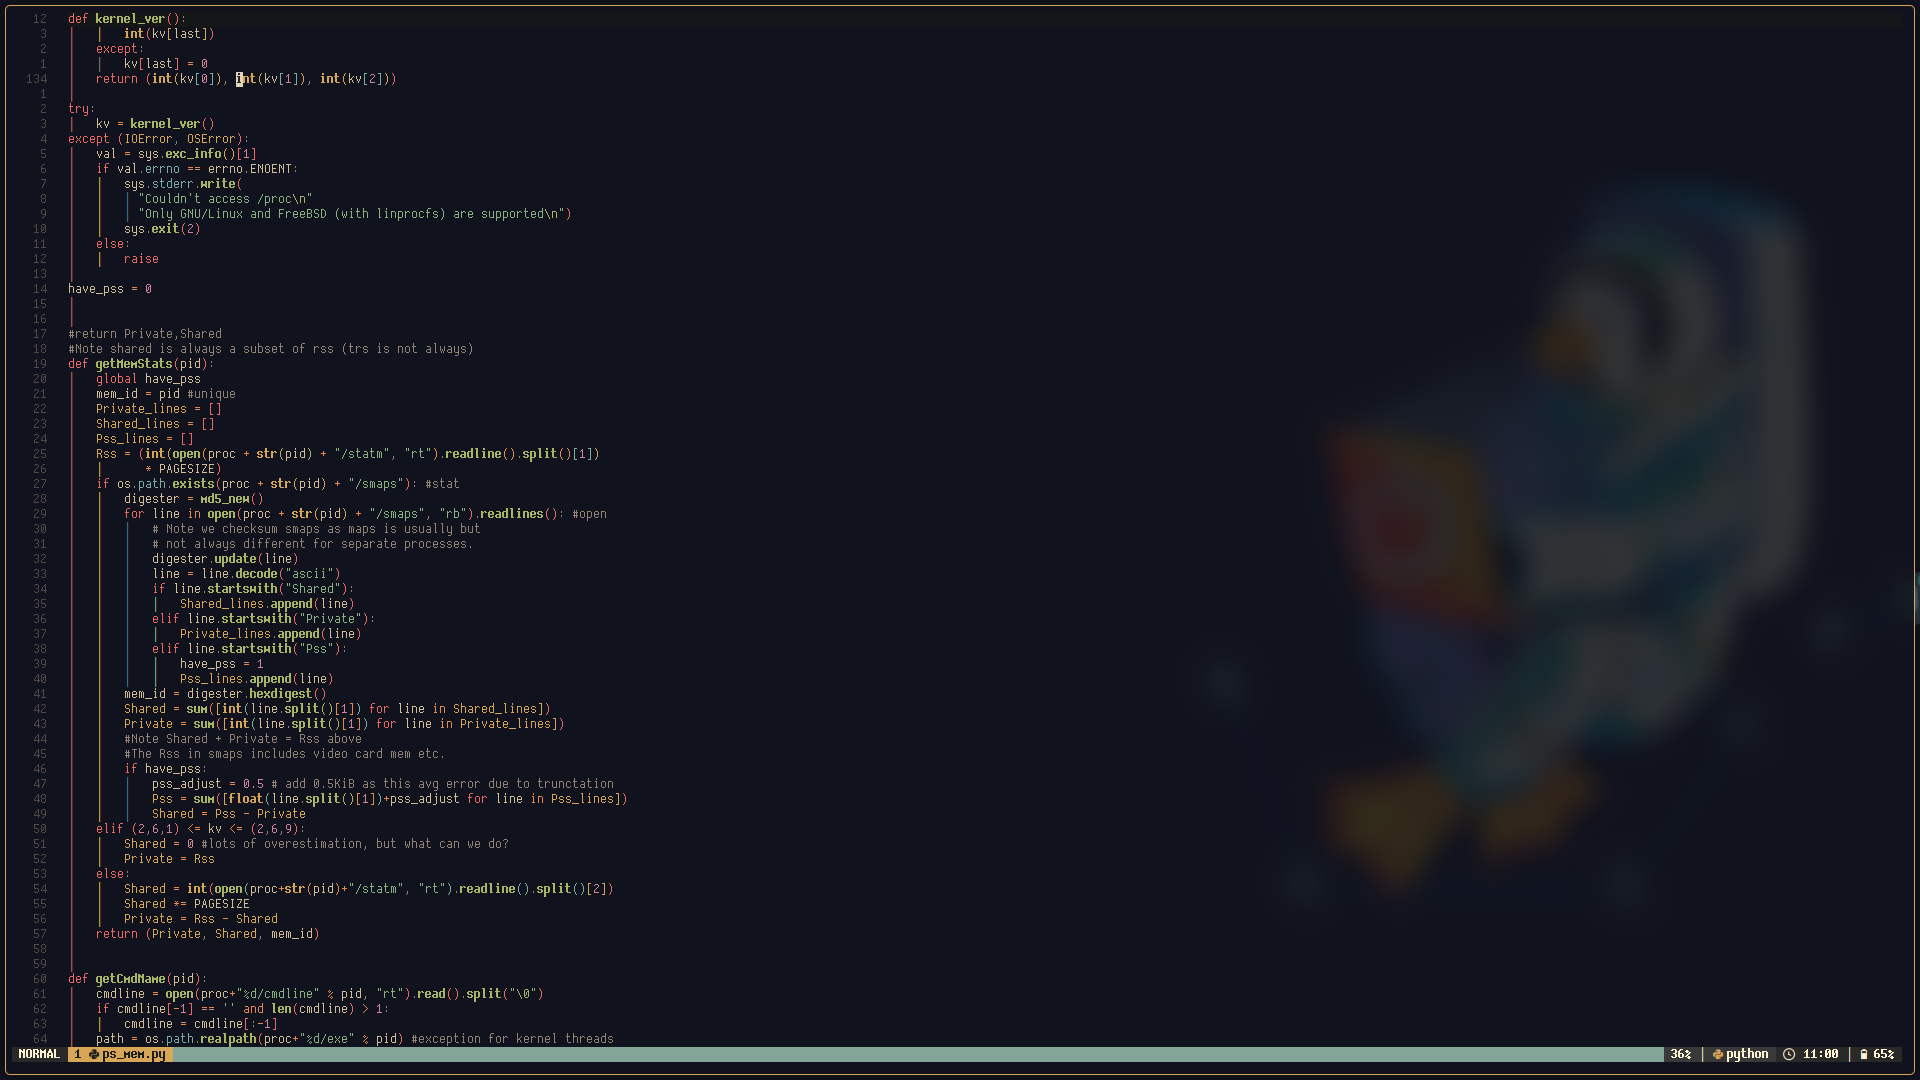 12 def kernel_ver():
3 int(kv[last])
2 except:
1 kv[last] = 0
134 return (int(kv[0]), int(kv[1]), int(kv[2]))
1
2 try:
3 kv = kernel_ver()
4 except (IOError, OSError):
5 val = sys.exc_info()[1]
6 if val.errno == errno.ENOENT:
7 sys.stderr.write(
8 "Couldn't access /proc\n"
9 "Only GNU/Linux and FreeBSD (with linprocfs) are supported\n")
10 sys.exit(2)
11 else:
12 raise
13
14 have_pss = 0
15
16
17 #return Private,Shared
18 #Note shared is always a subset of rss (trs is not always)
19 def getMemStats(pid):
20 global have_pss
21 mem_id = pid #unique
22 Private_lines = []
23 Shared_lines = []
24 Pss_lines = []
25 Rss = (int(open(proc + str(pid) + "/statm", "rt").readline().split()[1])
26 * PAGESIZE)
27 if os.path.exists(proc + str(pid) + "/smaps"): #stat
28 digester = md5_new()
29 for line in open(proc + str(pid) + "/smaps", "rb").readlines(): #open
30 # Note we checksum smaps as maps is usually but
31 # not always different for separate processes.
32 digester.update(line)
33 line = line.decode("ascii")
34 if line.startswith("Shared"):
35 Shared_lines.append(line)
36 elif line.startswith("Private"):
37 Private_lines.append(line)
38 elif line.startswith("Pss"):
39 have_pss = 1
40 Pss_lines.append(line)
41 mem_id = digester.hexdigest()
42 Shared = sum([int(line.split()[1]) for line in Shared_lines])
43 Private = sum([int(line.split()[1]) for line in Private_lines])
44 #Note Shared + Private = Rss above
45 #The Rss in smaps includes video card mem etc.
46 if have_pss:
47 pss_adjust = 0.5 # add 0.5KiB as this avg error due to trunctation
48 Pss = sum([float(line.split()[1])+pss_adjust for line in Pss_lines])
49 Shared = Pss - Private
50 elif (2,6,1) <= kv <= (2,6,9):
51 Shared = 0 #lots of overestimation, but what can we do?
52 Private = Rss
53 else:
54 Shared = int(open(proc+str(pid)+"/statm", "rt").readline().split()[2])
55 Shared *= PAGESIZE
56 Private = Rss - Shared
57 return (Private, Shared, mem_id)
58
59
60 def getCmdName(pid):
61 cmdline = open(proc+"%d/cmdline" % pid, "rt").read().split("\0")
62 if cmdline[-1] == '' and len(cmdline) > 1:
63 cmdline = cmdline[:-1]
64 path = os.path.realpath(proc+"%d/exe" % pid) #exception for kernel threads
NORMAL 1 ps_mem.py 36% | python 11:00 | 65%